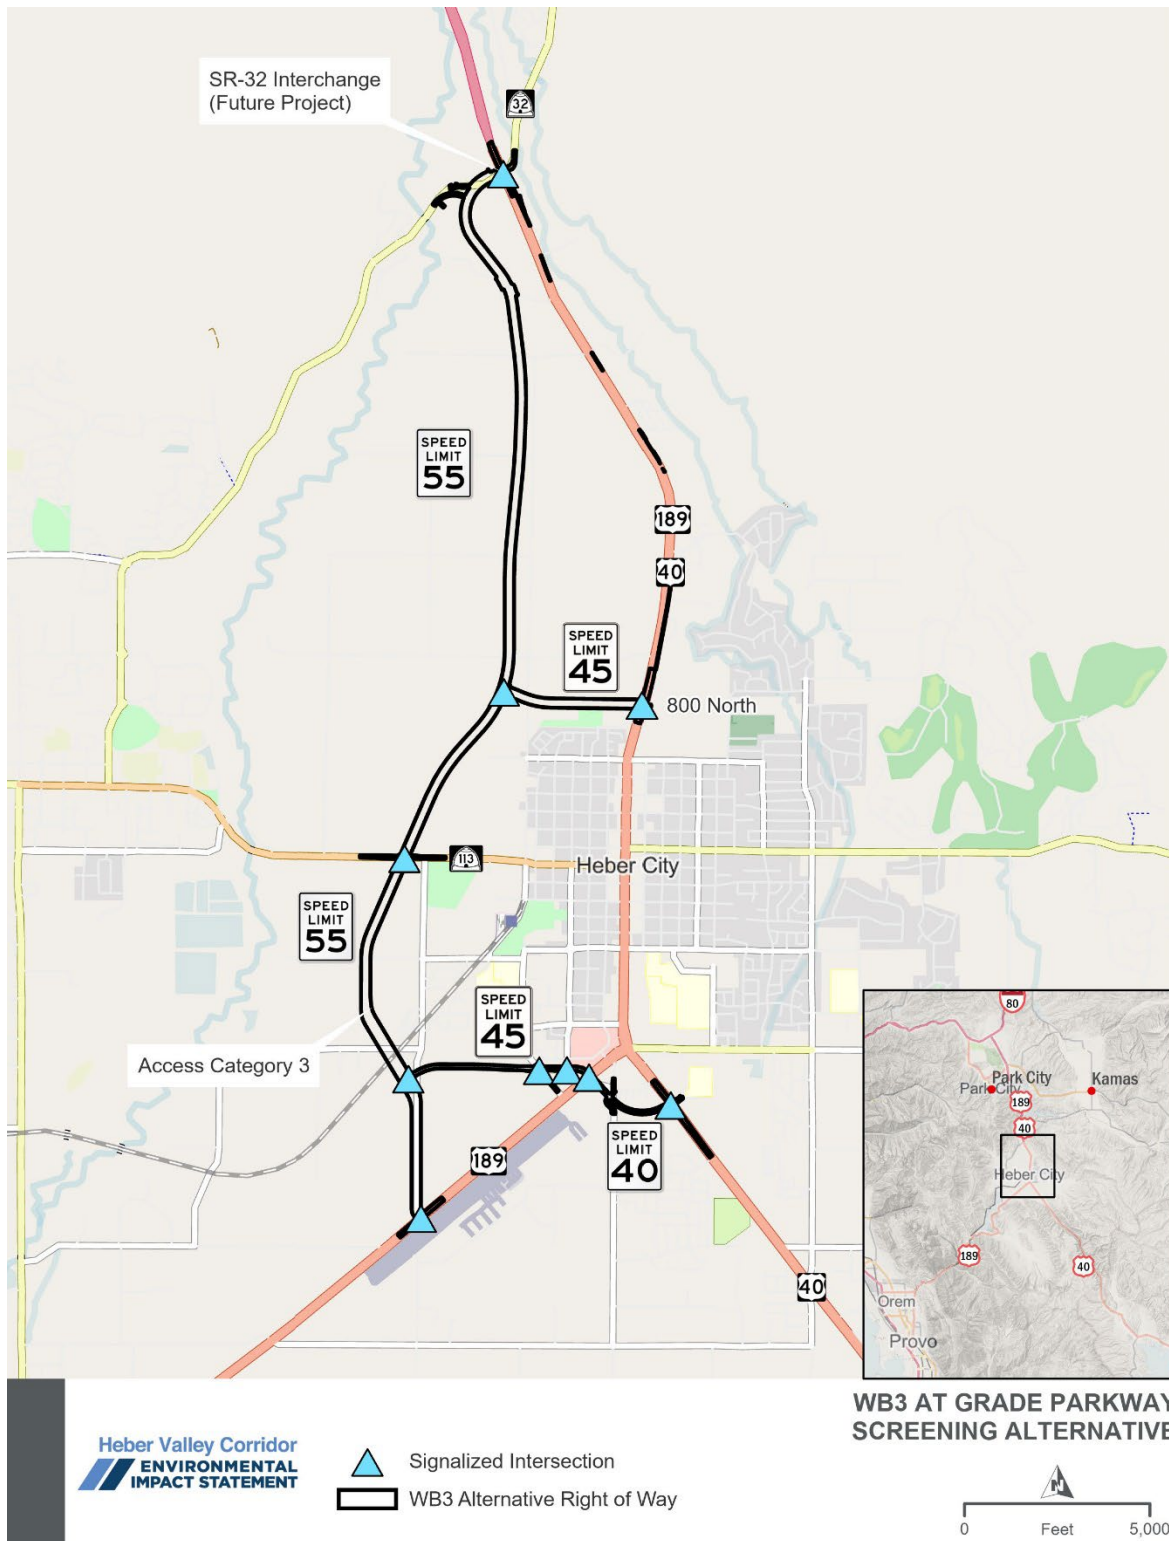 SR-32 Interchange
(Future Project)
32
SPEED
LIMIT
55
189
40
SPEED
LIMIT
45
800 North
113
Heber City
SPEED
LIMIT
55
SPEED
LIMIT
45
Access Category 3
189
SPEED
LIMIT
40
40
80
Park City
Park City
Kamas
189
40
Heber City
189
40
Orem
Provo
WB3 AT GRADE PARKWAY
SCREENING ALTERNATIVE
Heber Valley Corridor
ENVIRONMENTAL
IMPACT STATEMENT
Signalized Intersection
WB3 Alternative Right of Way
N
0 Feet 5,000